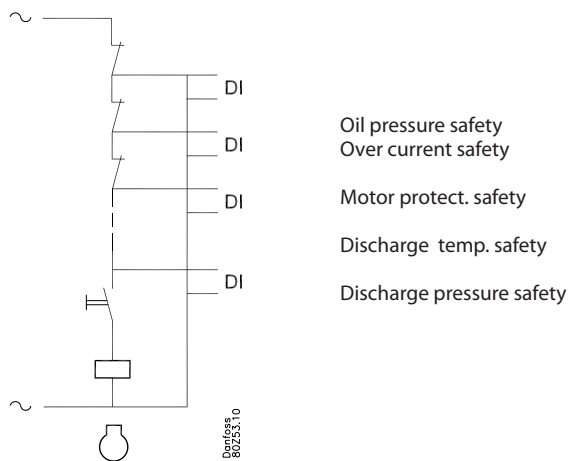 ~
DI
DI
DI
DI
~
Oil pressure safety
Over current safety
Motor protect. safety
Discharge temp. safety
Discharge pressure safety
Danfoss
80Z53.10